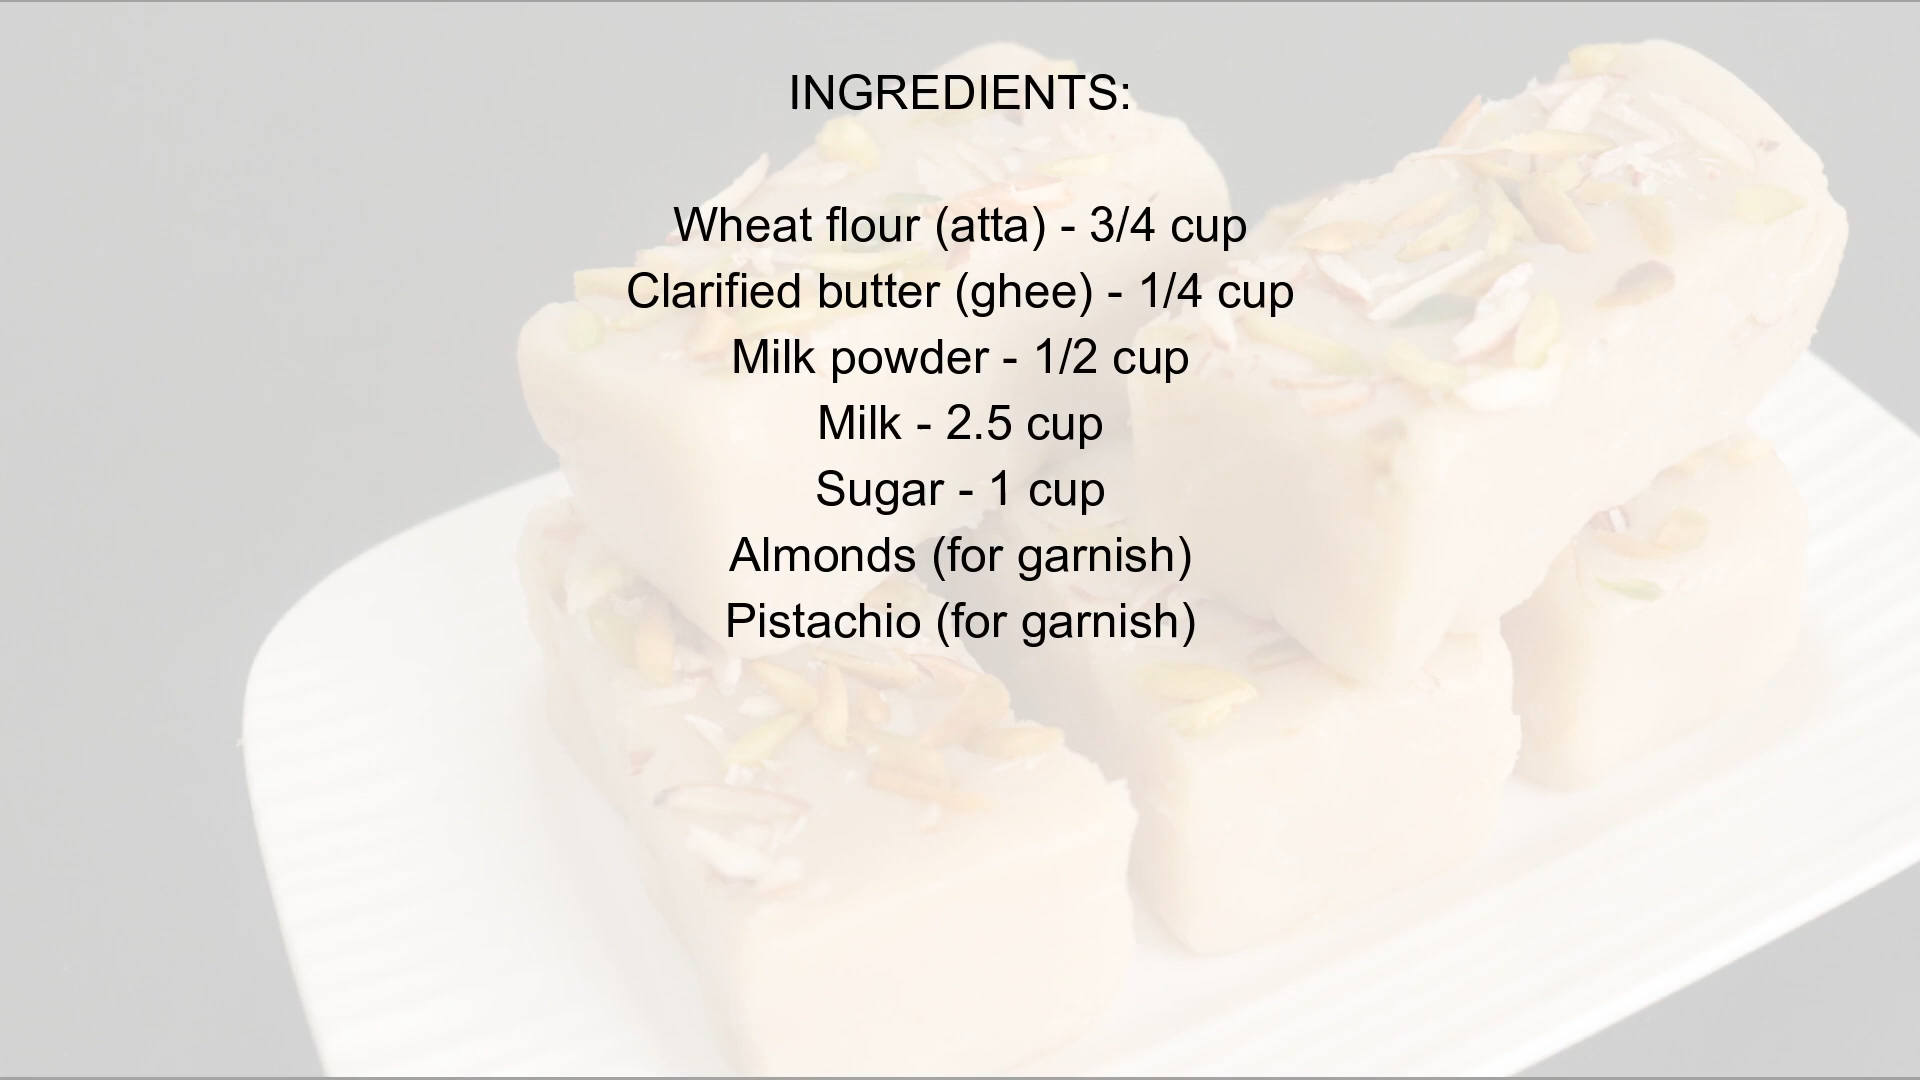 INGREDIENTS:
Wheat flour (atta) - 3/4 cup
Clarified butter (ghee) - 1/4 cup
Milk powder - 1/2 cup
Milk - 2.5 cup
Sugar - 1 cup
Almonds (for garnish)
Pistachio (for garnish)